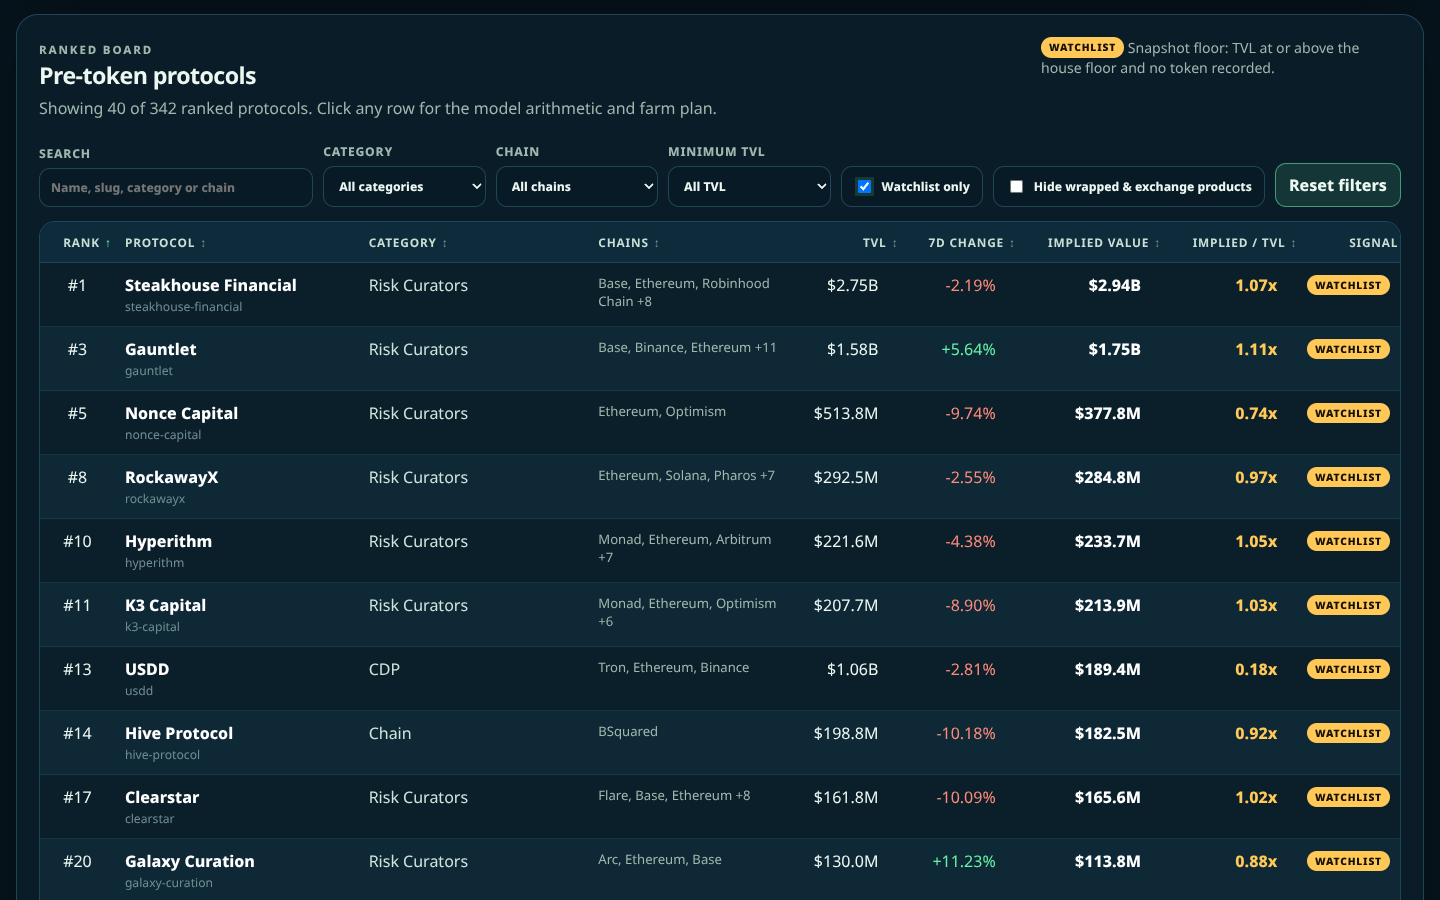 RANKED BOARD
Pre-token protocols
Showing 40 of 342 ranked protocols. Click any row for the model arithmetic and farm plan.
WATCHLIST Snapshot floor: TVL at or above the
house floor and no token recorded.
SEARCH
Name, slug, category or chain
CATEGORY
All categories
CHAIN
All chains
MINIMUM TVL
All TVL
Watchlist only
Hide wrapped & exchange products
Reset filters
RANK ↑ PROTOCOL ↕ CATEGORY ↕ CHAINS ↕ TVL ↕ 7D CHANGE ↕ IMPLIED VALUE ↕ IMPLIED / TVL ↕ SIGNAL
#1 Steakhouse Financial Risk Curators Base, Ethereum, Robinhood $2.75B -2.19% $2.94B 1.07x WATCHLIST
steakhouse-financial Chain +8
#3 Gauntlet Risk Curators Base, Binance, Ethereum +11 $1.58B +5.64% $1.75B 1.11x WATCHLIST
gauntlet
#5 Nonce Capital Risk Curators Ethereum, Optimism $513.8M -9.74% $377.8M 0.74x WATCHLIST
nonce-capital
#8 RockawayX Risk Curators Ethereum, Solana, Pharos +7 $292.5M -2.55% $284.8M 0.97x WATCHLIST
rockawayx
#10 Hyperithm Risk Curators Monad, Ethereum, Arbitrum $221.6M -4.38% $233.7M 1.05x WATCHLIST
hyperithm +7
#11 K3 Capital Risk Curators Monad, Ethereum, Optimism $207.7M -8.90% $213.9M 1.03x WATCHLIST
k3-capital +6
#13 USDD CDP Tron, Ethereum, Binance $1.06B -2.81% $189.4M 0.18x WATCHLIST
usdd
#14 Hive Protocol Chain BSquared $198.8M -10.18% $182.5M 0.92x WATCHLIST
hive-protocol
#17 Clearstar Risk Curators Flare, Base, Ethereum +8 $161.8M -10.09% $165.6M 1.02x WATCHLIST
clearstar
#20 Galaxy Curation Risk Curators Arc, Ethereum, Base $130.0M +11.23% $113.8M 0.88x WATCHLIST
galaxy-curation